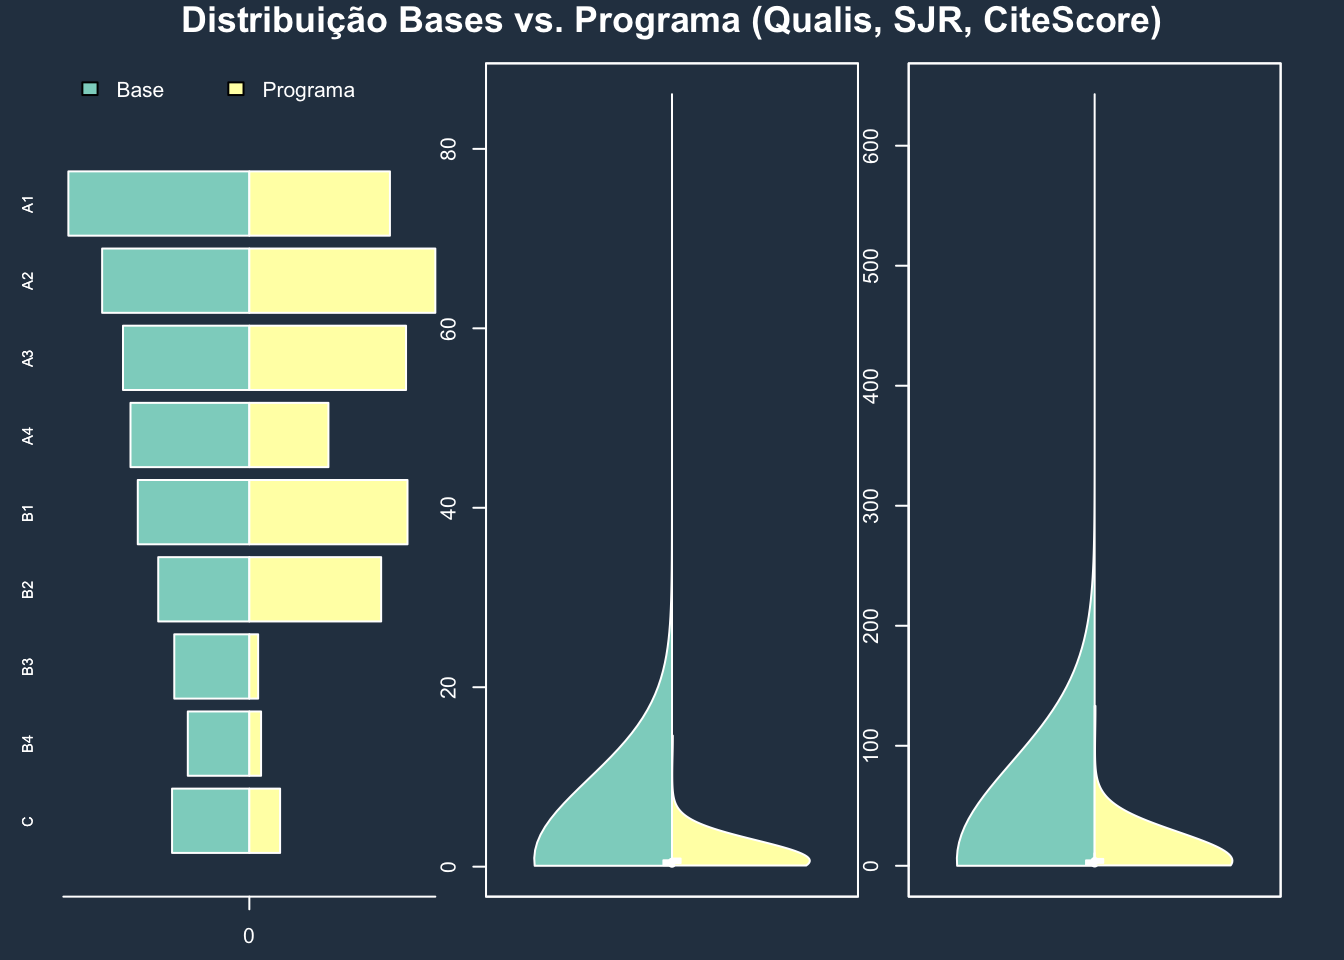 Distribuição Bases vs. Programa (Qualis, SJR, CiteScore)
Base
Programa
A1
A2
A3
A4
B1
B2
B3
B4
C
0
80
60
40
20
0
600
500
400
300
200
100
0